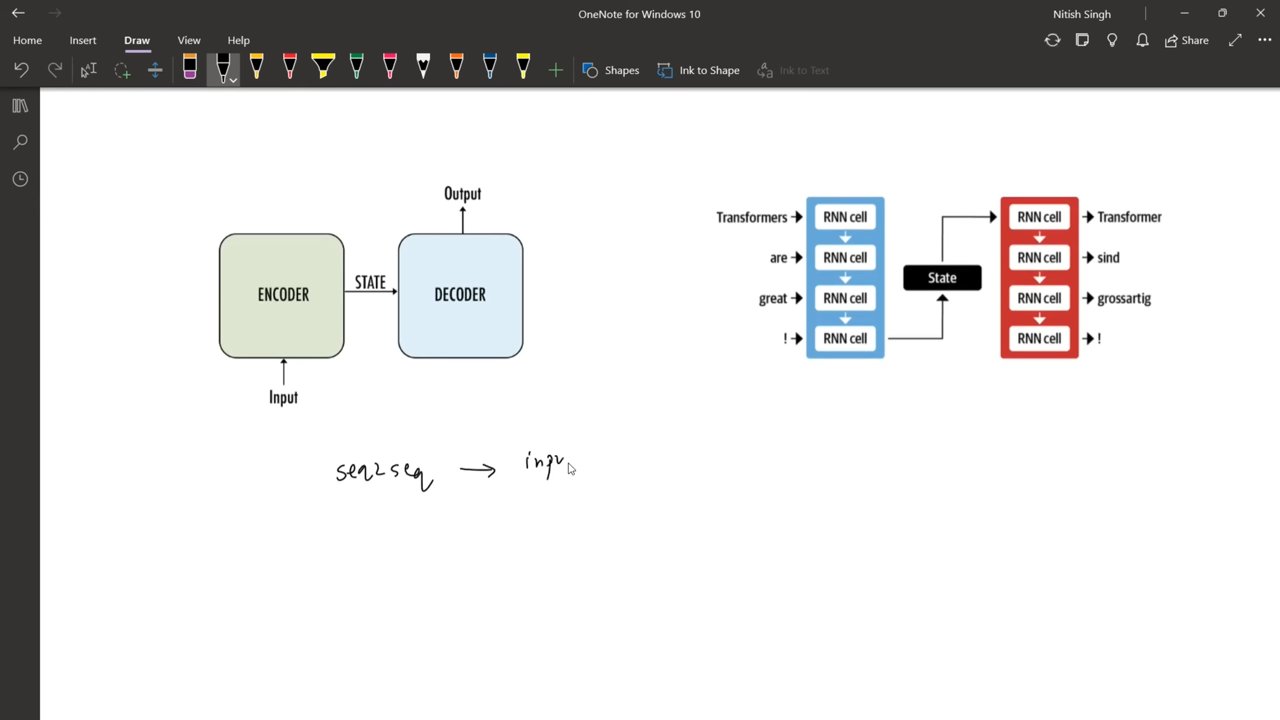 OneNote for Windows 10
Nitish Singh
Home Insert Draw View Help
Share
Shapes Ink to Shape Ink to Text
Output
ENCODER STATE DECODER
Input
Transformers RNN cell
are RNN cell
great RNN cell
! RNN cell
State
RNN cell Transformer
RNN cell sind
RNN cell grossartig
RNN cell !
seq2seq → inpu